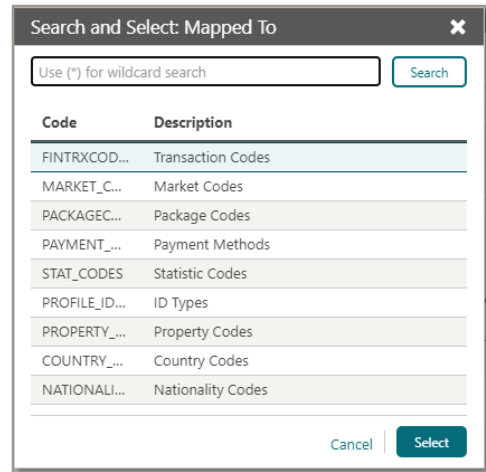 Search and Select: Mapped To
Use (*) for wildcard search Search
Code Description
FINTRXCOD... Transaction Codes
MARKET_C... Market Codes
PACKAGEC... Package Codes
PAYMENT_... Payment Methods
STAT_CODES Statistic Codes
PROFILE_ID... ID Types
PROPERTY_... Property Codes
COUNTRY_... Country Codes
NATIONALI... Nationality Codes
Cancel Select